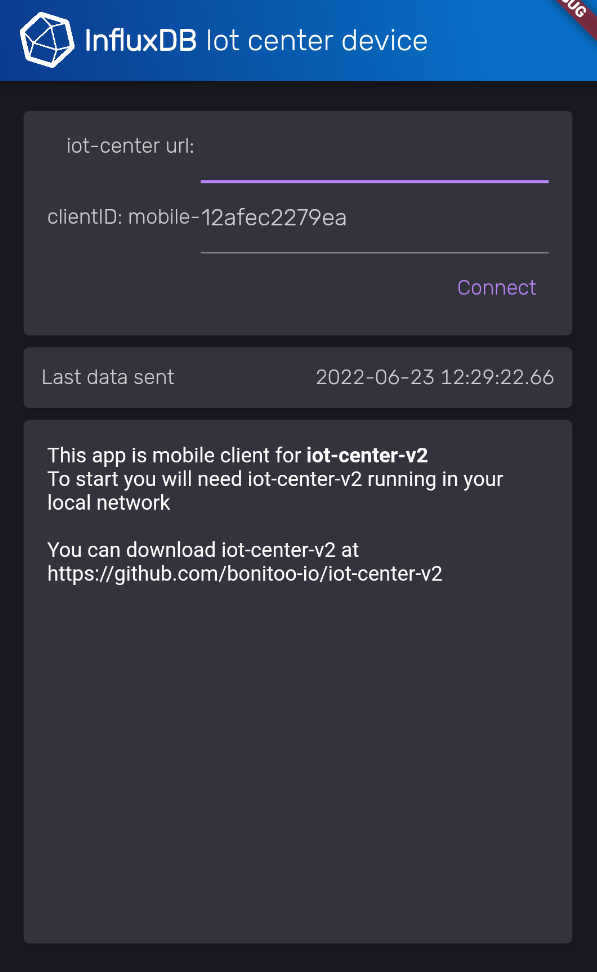 InfluxDB Iot center device
iot-center url:
clientID: mobile-12afec2279ea
Connect
Last data sent 2022-06-23 12:29:22.66
This app is mobile client for iot-center-v2
To start you will need iot-center-v2 running in your
local network
You can download iot-center-v2 at
https://github.com/bonitoo-io/iot-center-v2